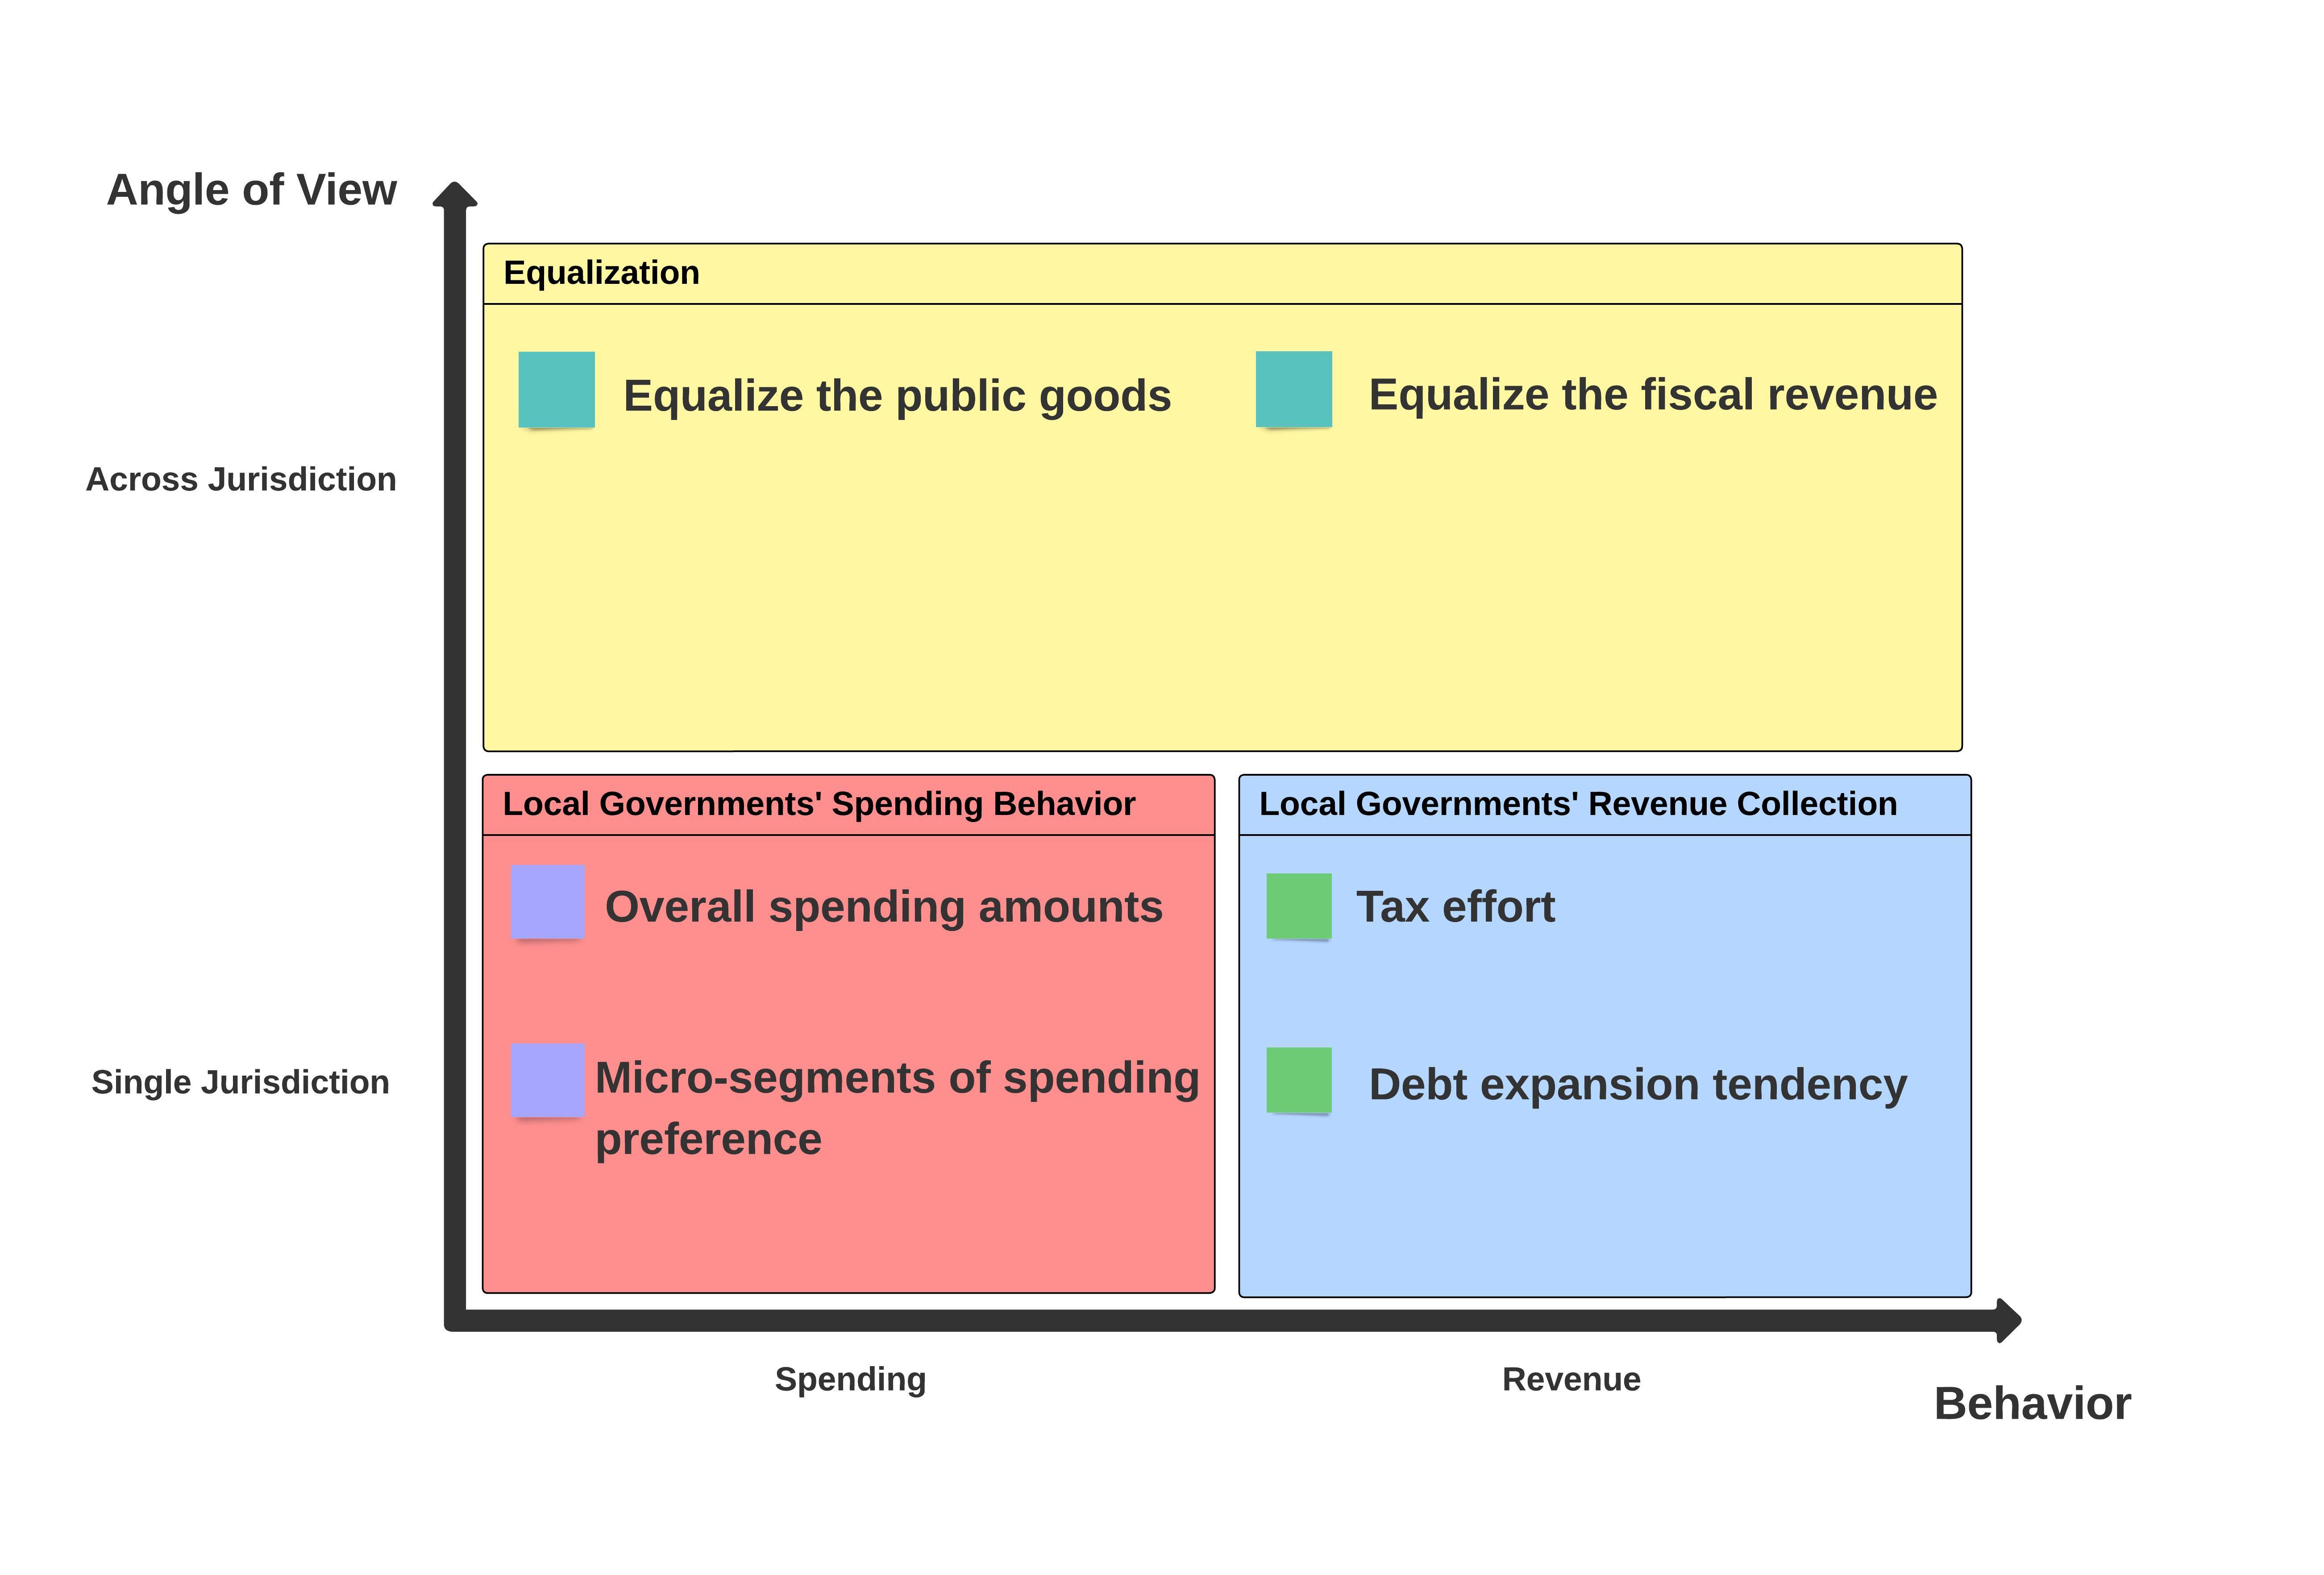 Angle of View
Equalization
Equalize the public goods
Equalize the fiscal revenue
Across Jurisdiction
Local Governments' Spending Behavior
Local Governments' Revenue Collection
Overall spending amounts
Tax effort
Single Jurisdiction
Micro-segments of spending
preference
Debt expansion tendency
Spending
Revenue
Behavior